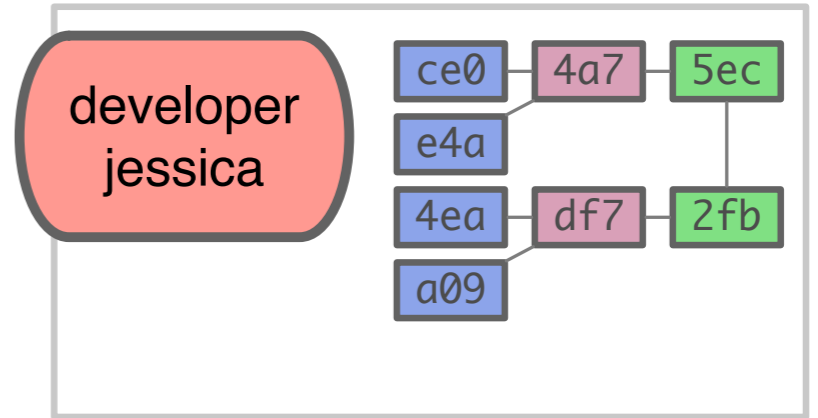 developer
jessica
ce0 4a7 5ec
e4a
4ea df7 2fb
a09